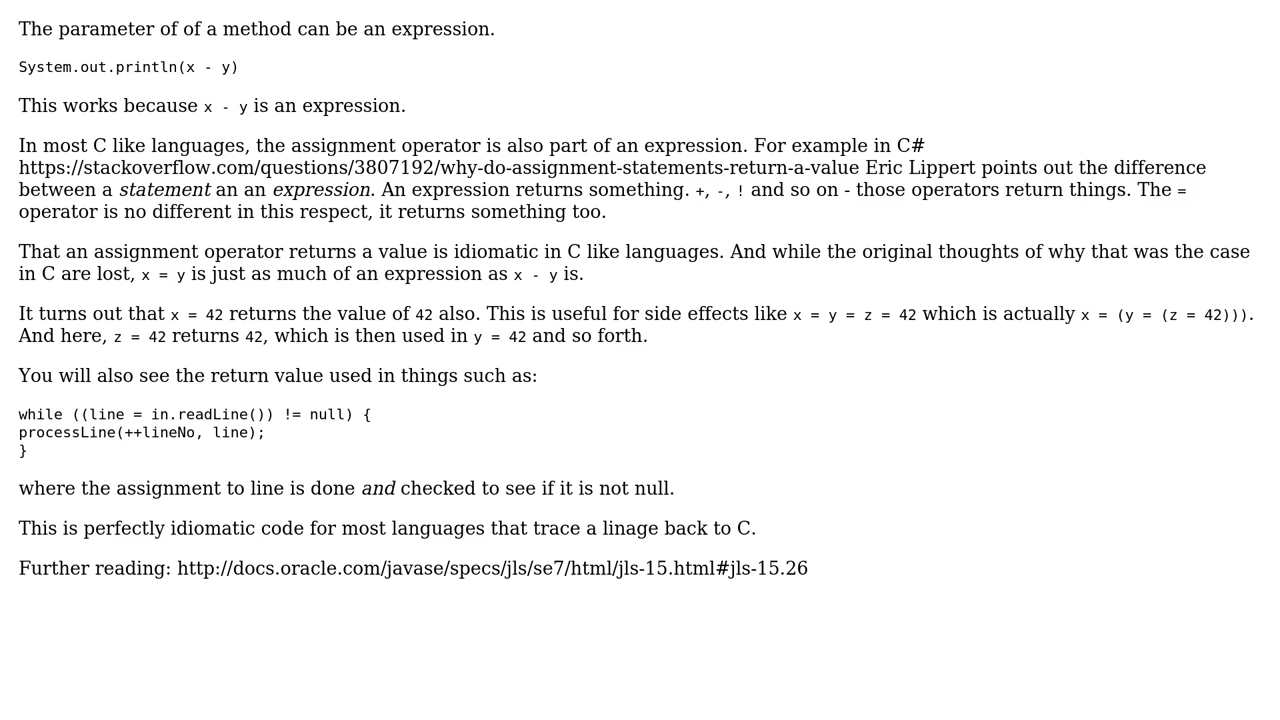 The parameter of of a method can be an expression.
System.out.println(x - y)
This works because x - y is an expression.
In most C like languages, the assignment operator is also part of an expression. For example in C#
https://stackoverflow.com/questions/3807192/why-do-assignment-statements-return-a-value Eric Lippert points out the difference
between a statement an an expression. An expression returns something. +, -, ! and so on - those operators return things. The =
operator is no different in this respect, it returns something too.
That an assignment operator returns a value is idiomatic in C like languages. And while the original thoughts of why that was the case
in C are lost, x = y is just as much of an expression as x - y is.
It turns out that x = 42 returns the value of 42 also. This is useful for side effects like x = y = z = 42 which is actually x = (y = (z = 42))).
And here, z = 42 returns 42, which is then used in y = 42 and so forth.
You will also see the return value used in things such as:
while ((line = in.readLine()) != null) {
processLine(++lineNo, line);
}
where the assignment to line is done and checked to see if it is not null.
This is perfectly idiomatic code for most languages that trace a linage back to C.
Further reading: http://docs.oracle.com/javase/specs/jls/se7/html/jls-15.html#jls-15.26